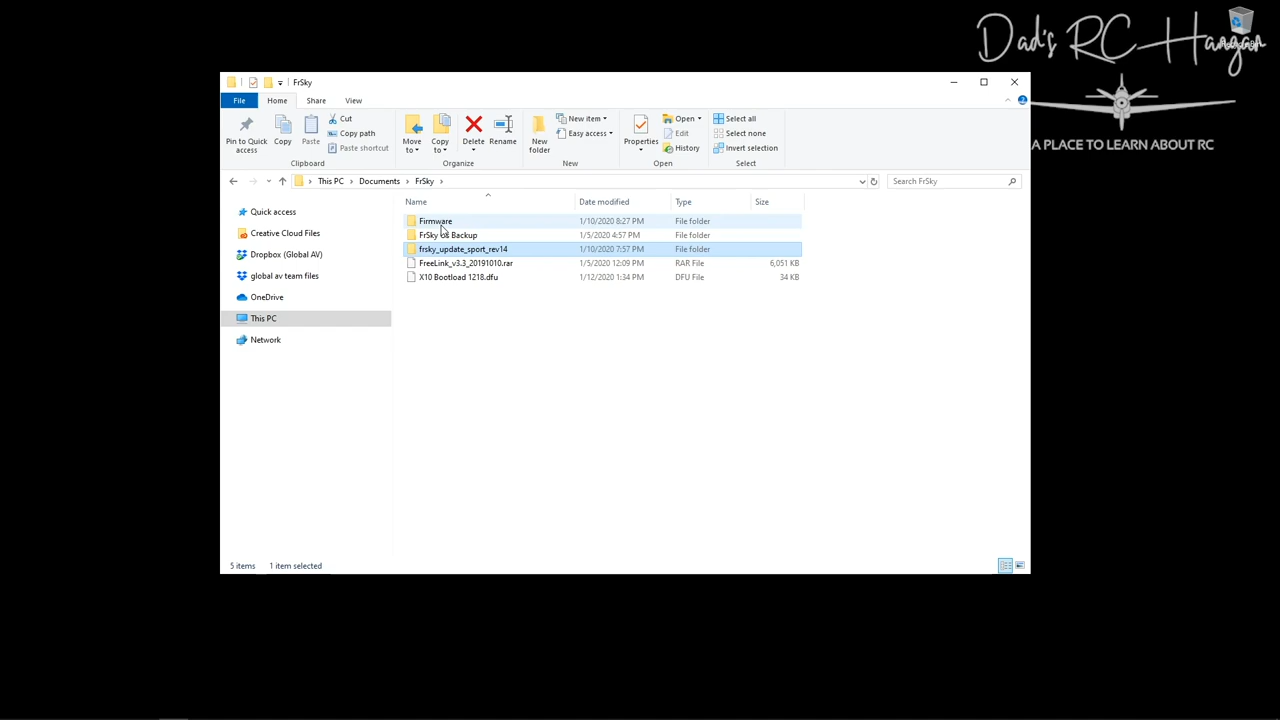 Dad's RC Hangar
A PLACE TO LEARN ABOUT RC
FrSky
File Home Share View
Pin to Quick access
Copy
Paste
Cut
Copy path
Paste shortcut
Clipboard
Move to
Copy to
Delete
Rename
Organize
New folder
New item
Easy access
New
Properties
Open
Edit
History
Open
Select all
Select none
Invert selection
Select
This PC > Documents > FrSky >
Search FrSky
Name Date modified Type Size
Quick access
Creative Cloud Files
Dropbox (Global AV)
global av team files
OneDrive
This PC
Network
Firmware 1/10/2020 8:27 PM File folder
FrSky Backup 1/5/2020 4:57 PM File folder
frsky_update_sport_rev14 1/10/2020 7:57 PM File folder
FreeLink_v3.3_20191010.rar 1/5/2020 12:09 PM RAR File 6,051 KB
X10 Bootload 1218.dfu 1/12/2020 1:34 PM DFU File 34 KB
5 items 1 item selected